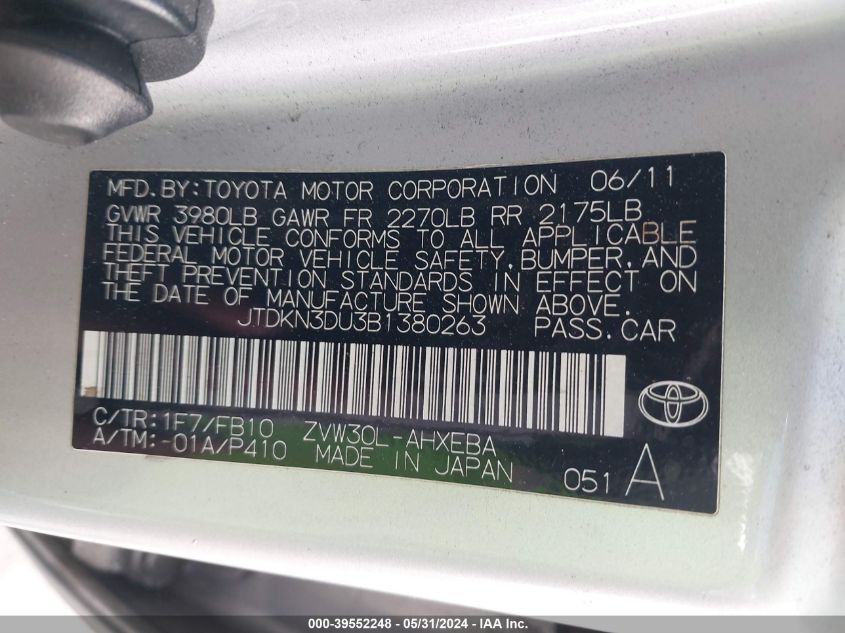 MFD.BY:TOYOTA MOTOR CORPORATION 06/11
GVWR 3980LB GAWR FR 2270LB RR 2175LB
THIS VEHICLE CONFORMS TO ALL APPLICABLE
FEDERAL MOTOR VEHICLE SAFETY,BUMPER,AND
THEFT PREVENTION STANDARDS IN EFFECT ON
THE DATE OF MANUFACTURE SHOWN ABOVE.
JTDKN3DU3B1380263 PASS.CAR
C/TR:1F7/FB10 ZVW30L-AHXEBA
A/TM:-01A/P410 MADE IN JAPAN
051 A
000-39552248 - 05/31/2024 - IAA Inc.